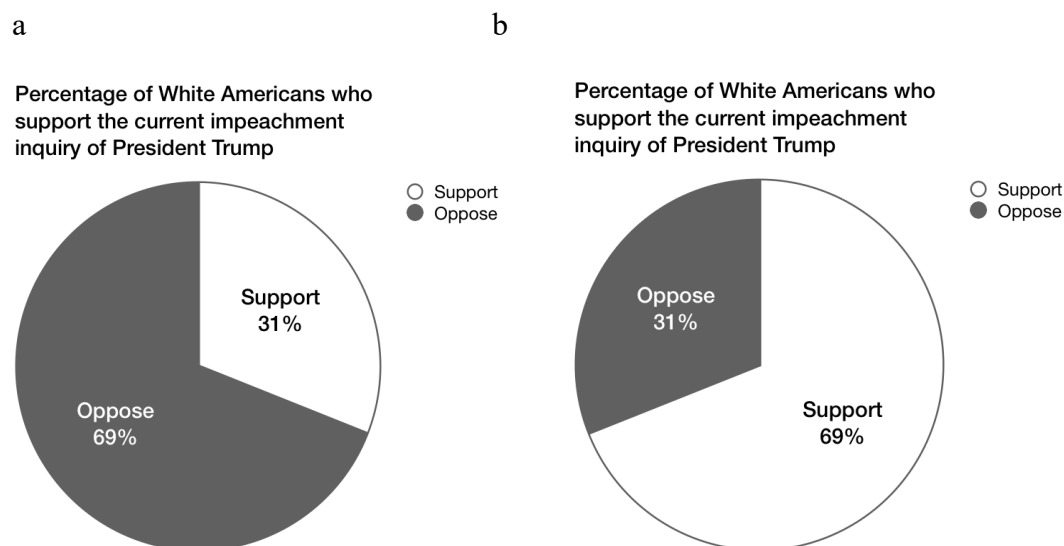 a
Percentage of White Americans who
support the current impeachment
inquiry of President Trump
Support
Oppose
Support
31%
Oppose
69%
b
Percentage of White Americans who
support the current impeachment
inquiry of President Trump
Support
Oppose
Oppose
31%
Support
69%